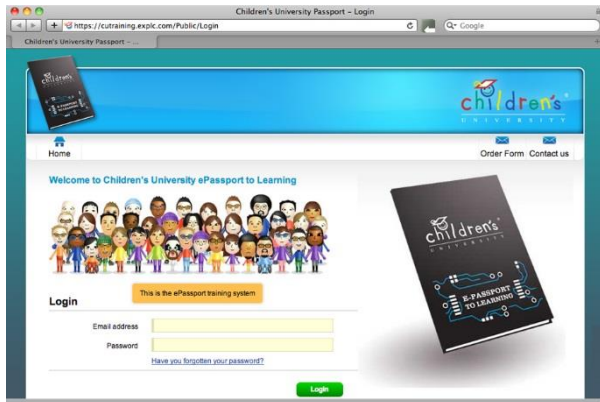 Children's University Passport – Login
https://cutraining.explc.com/Public/Login
Google
Children's University Passport – ...
children's
UNIVERSITY
Home
Order Form
Contact us
Welcome to Children's University ePassport to Learning
children's
UNIVERSITY
E-PASSPORT
TO LEARNING
This is the ePassport training system
Login
Email address
Password
Have you forgotten your password?
Login